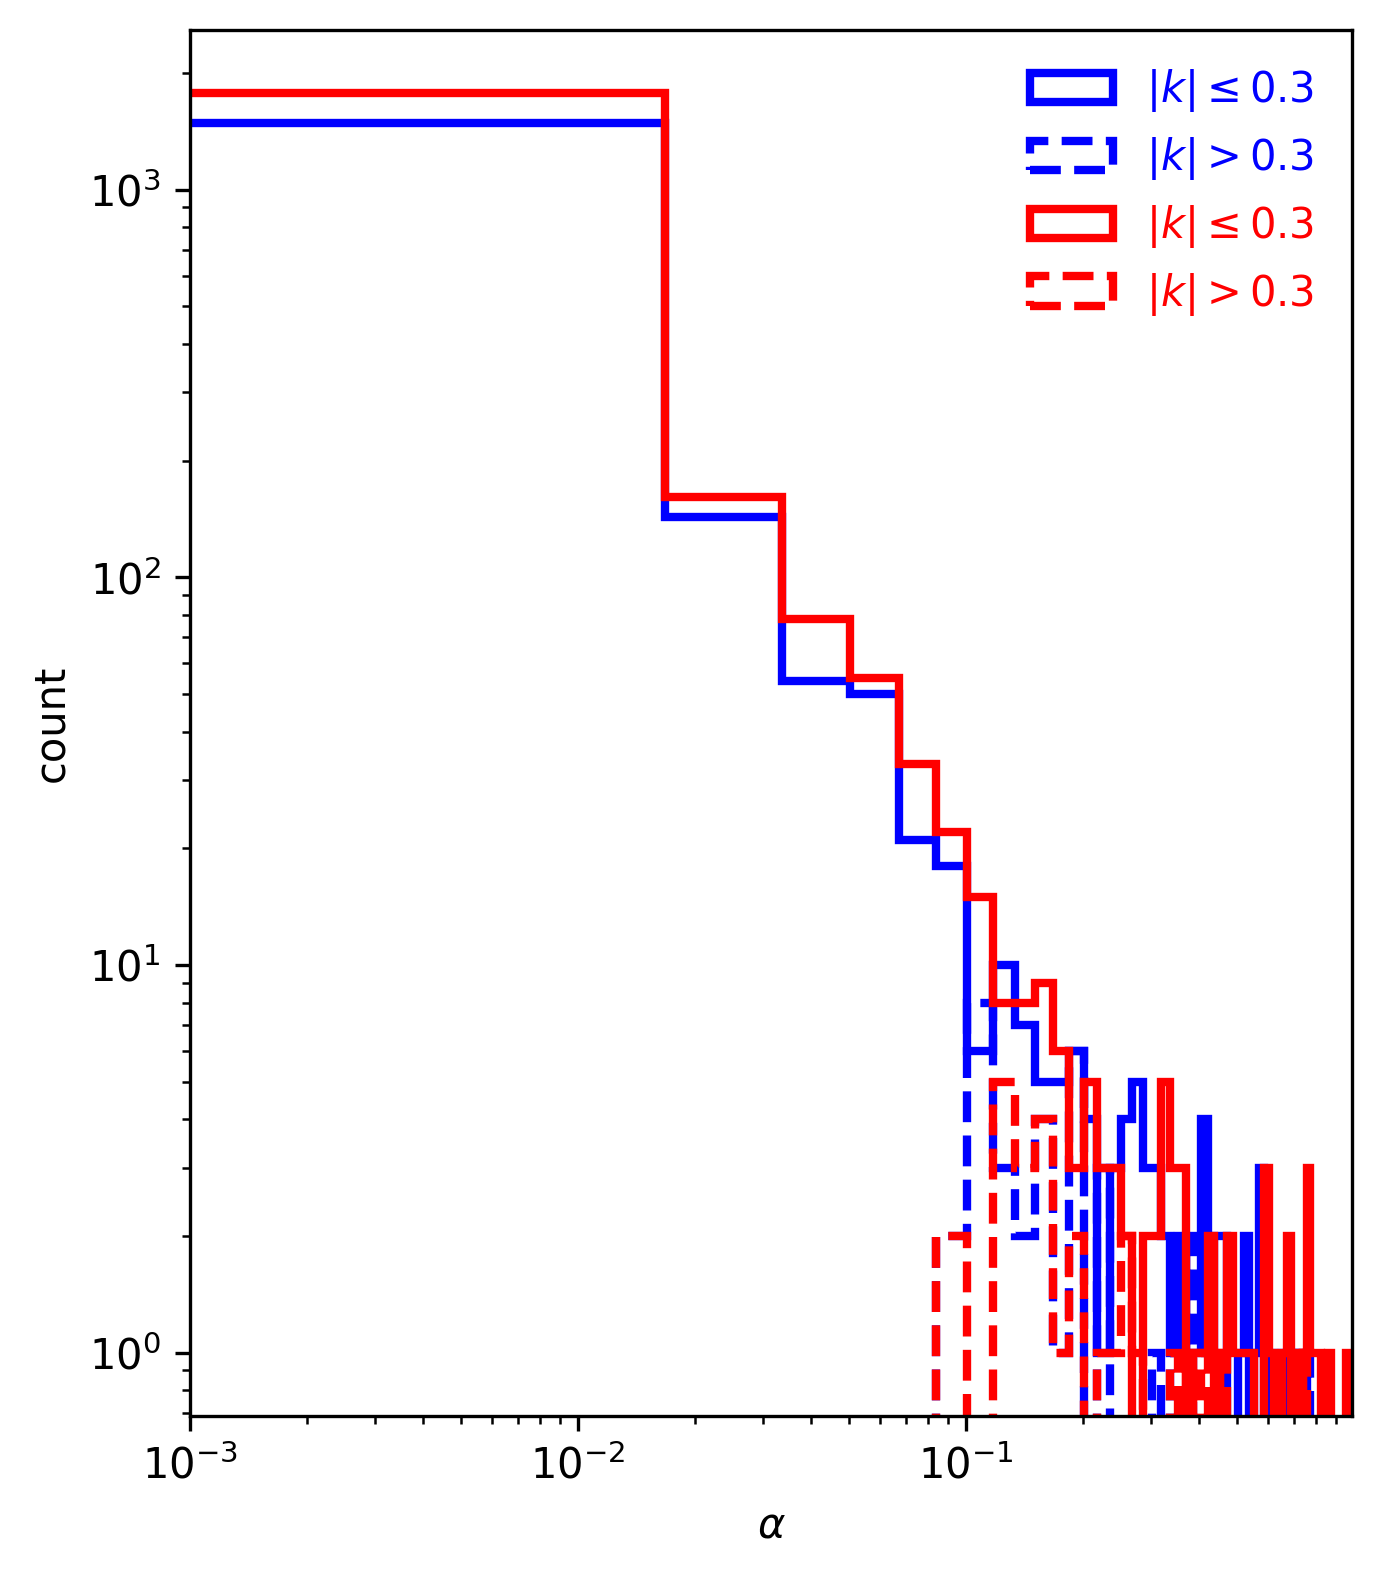 |k| ≤ 0.3
|k| > 0.3
|k| ≤ 0.3
|k| > 0.3
10³
10²
10¹
10⁰
count
10⁻³ 10⁻² 10⁻¹
α